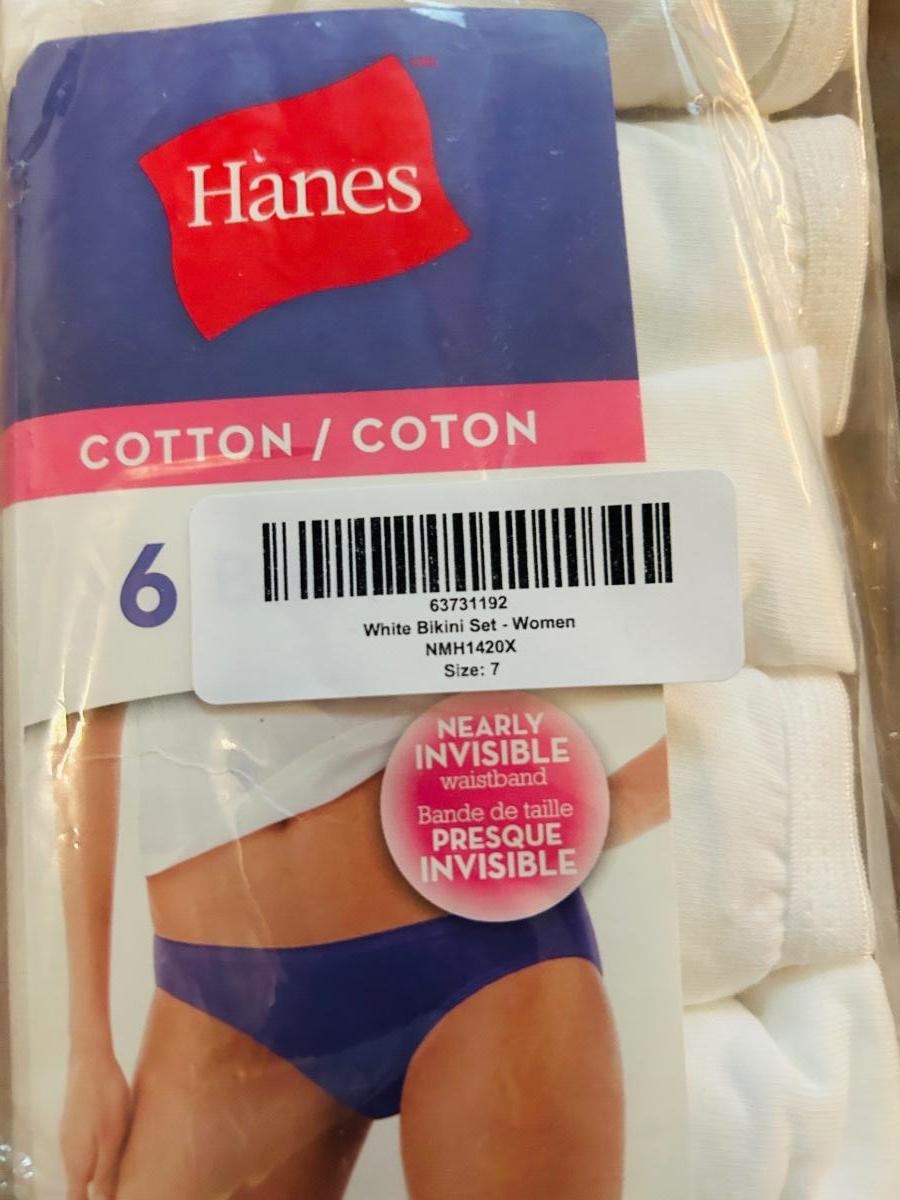 Hanes
COTTON / COTON
6
63731192
White Bikini Set - Women
NMH1420X
Size: 7
NEARLY
INVISIBLE
waistband
Bande de taille
PRESQUE
INVISIBLE